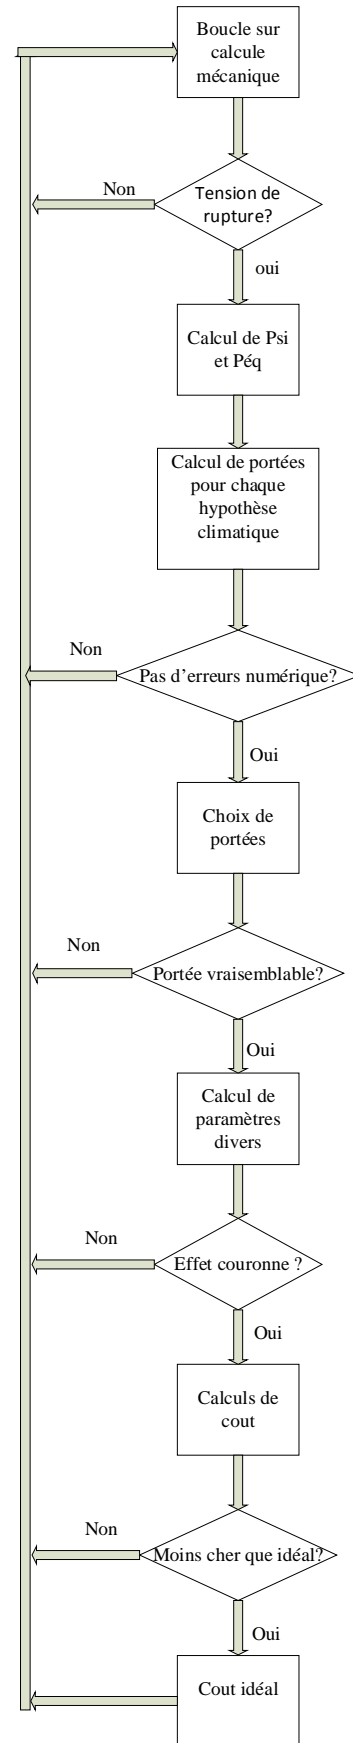 Boucle sur
calcule
mécanique
Non
Tension de
rupture?
oui
Calcul de Psi
et Péq
Calcul de portées
pour chaque
hypothèse
climatique
Non
Pas d’erreurs numérique?
Oui
Choix de
portées
Non
Portée vraisemblable?
Oui
Calcul de
paramètres
divers
Non
Effet couronne ?
Oui
Calculs de
cout
Non
Moins cher que idéal?
Oui
Cout idéal